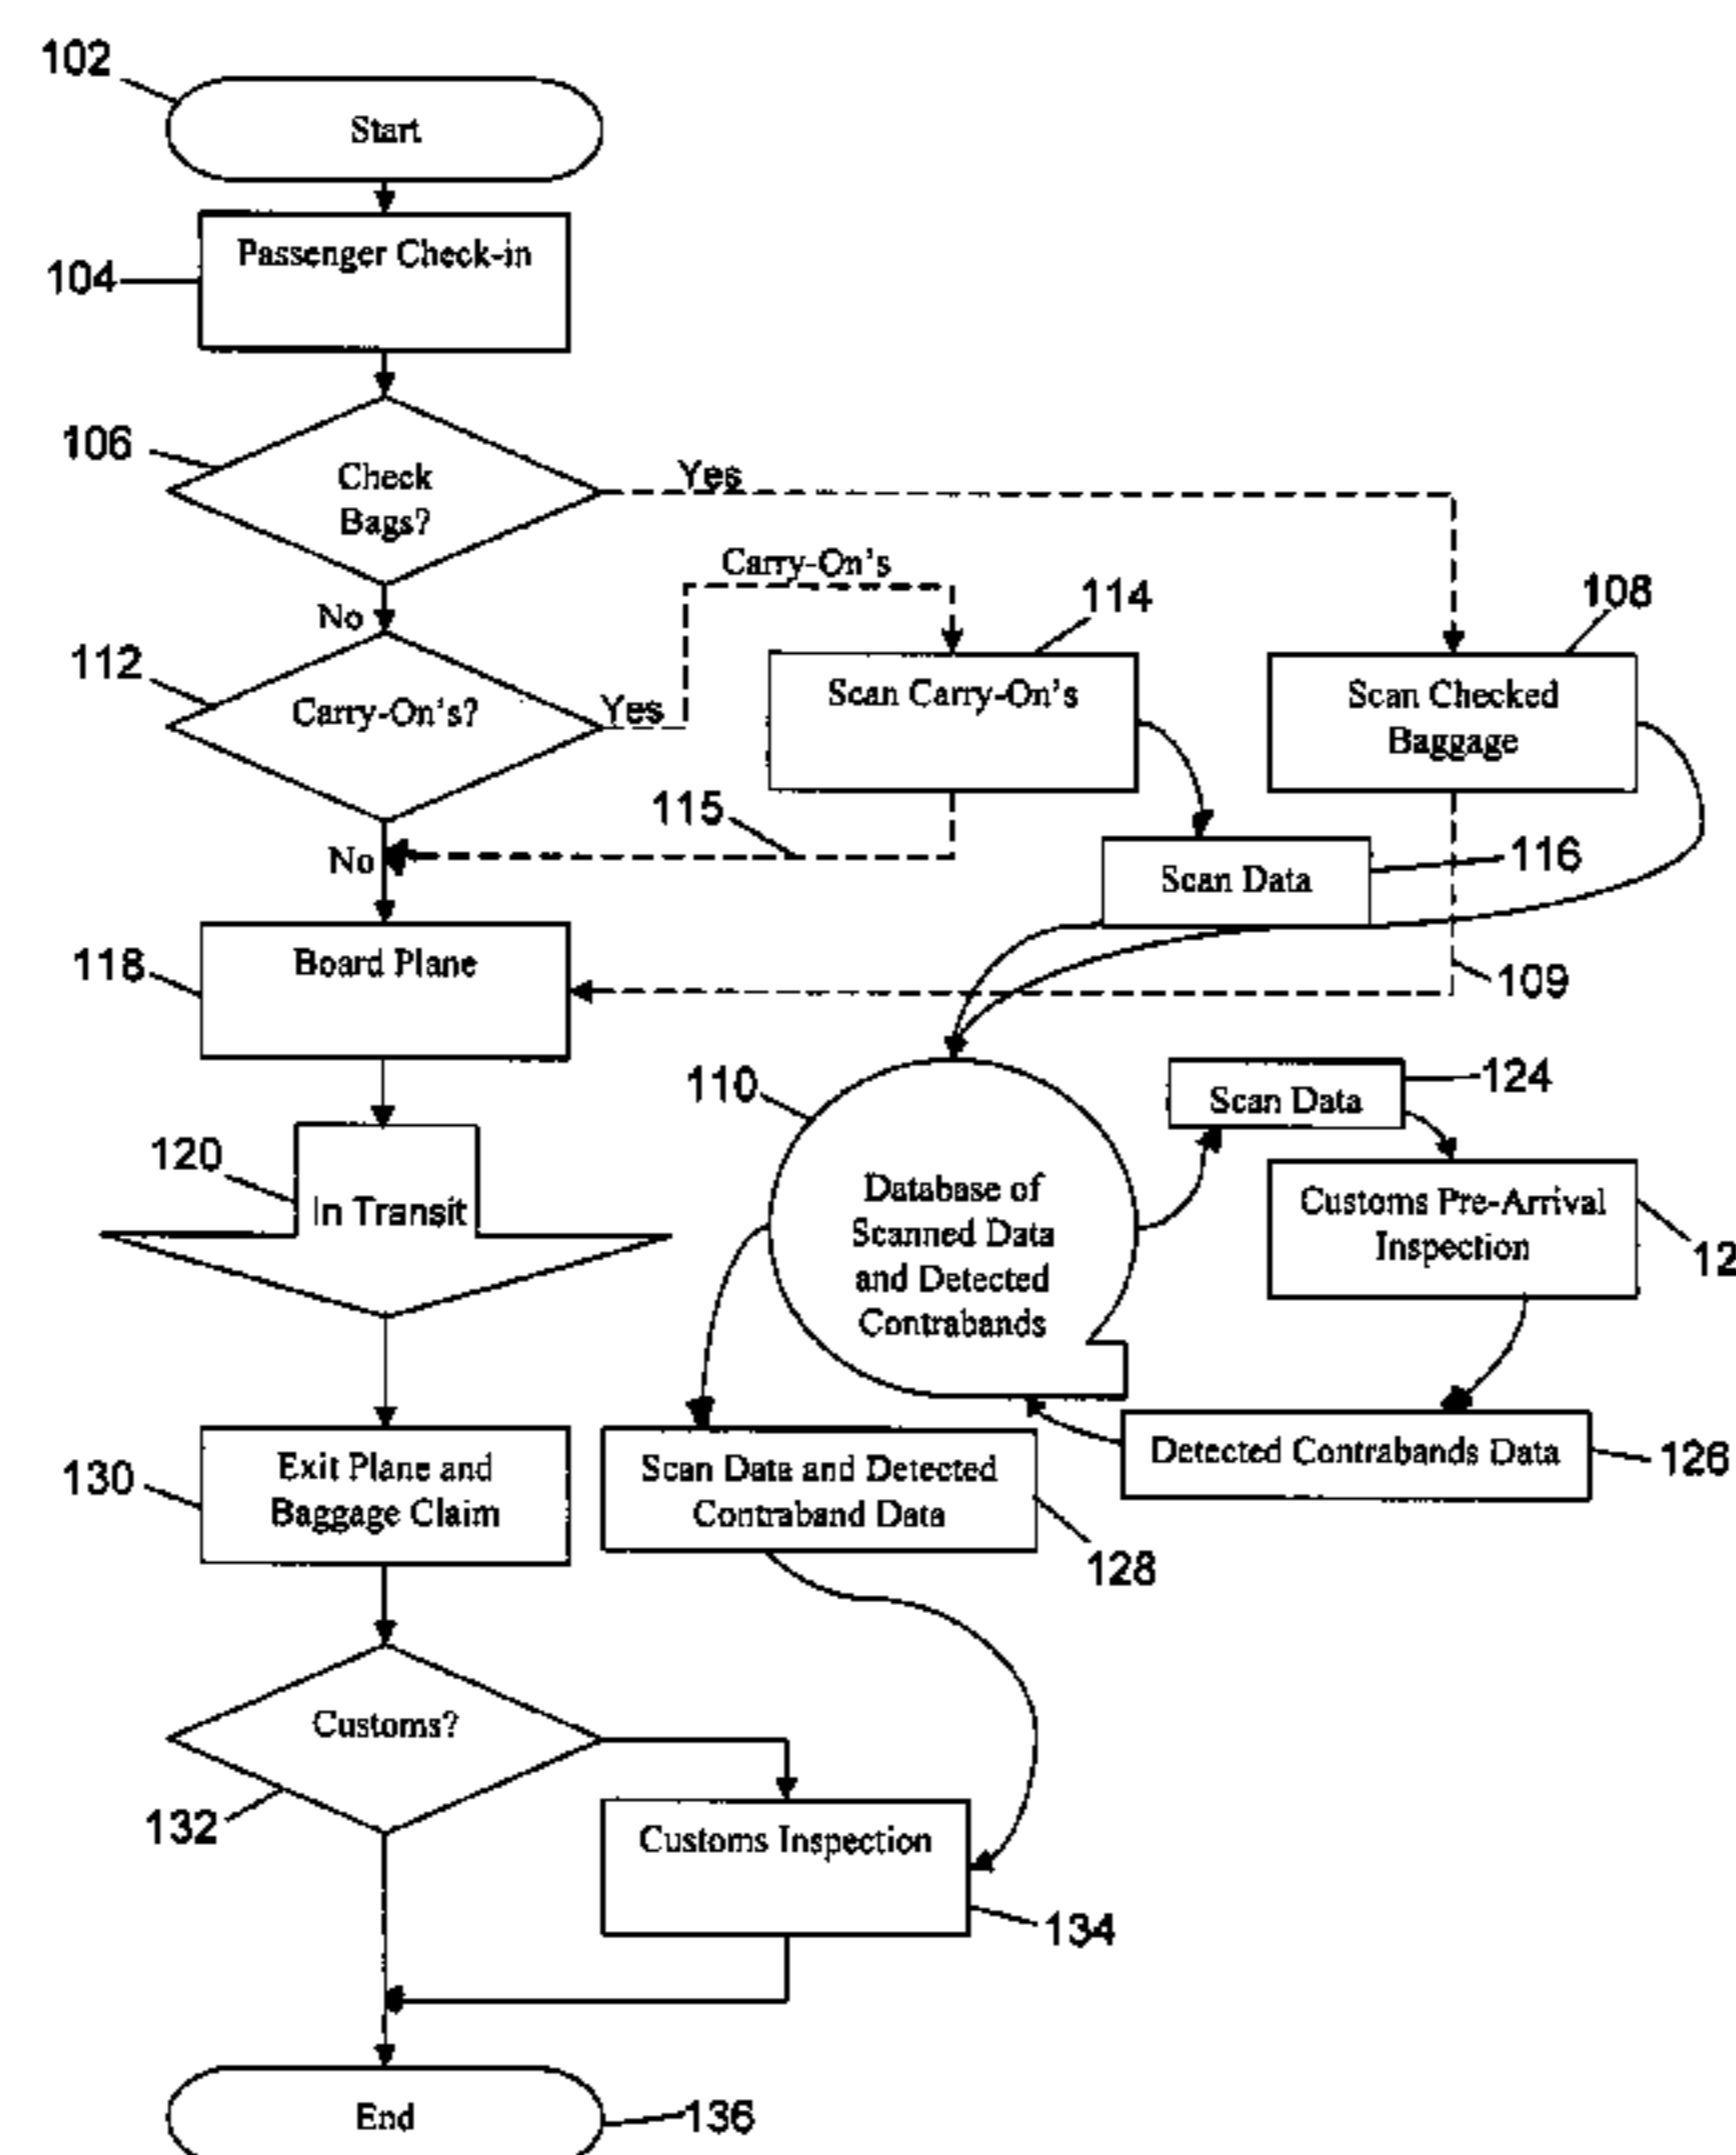 102
Start
104
Passenger Check-in
106
Check
Bags?
Yes
No
Carry-On's
114
108
112
Carry-On's?
Yes
Scan Carry-On's
Scan Checked
Baggage
115
No
Scan Data
116
118
Board Plane
109
110
Scan Data
124
120
In Transit
Database of
Scanned Data
and Detected
Contrabands
Customs Pre-Arrival
Inspection
12
130
Exit Plane and
Baggage Claim
Scan Data and Detected
Contraband Data
Detected Contrabands Data
126
128
Customs?
132
Customs Inspection
134
End
136